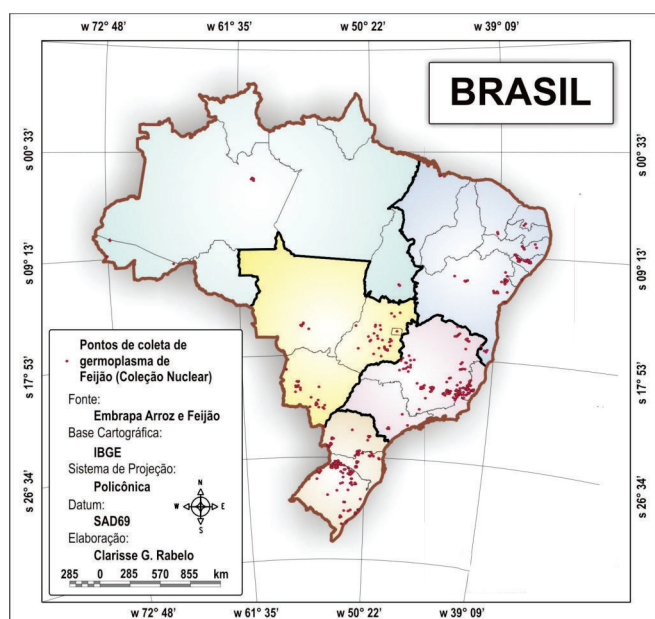 w 72° 48' w 61° 35' w 50° 22' w 39° 09'
BRASIL
s 00° 33' s 00° 33'
s 09° 13' s 09° 13'
s 17° 53' s 17° 53'
s 26° 34' s 26° 34'
Pontos de coleta de
germoplasma de
Feijão (Coleção Nuclear)
Fonte:
Embrapa Arroz e Feijão
Base Cartográfica:
IBGE
Sistema de Projeção:
Policônica
Datum:
SAD69
Elaboração:
Clarisse G. Rabelo
N
W E
S
285 0 285 570 855 km
w 72° 48' w 61° 35' w 50° 22' w 39° 09'